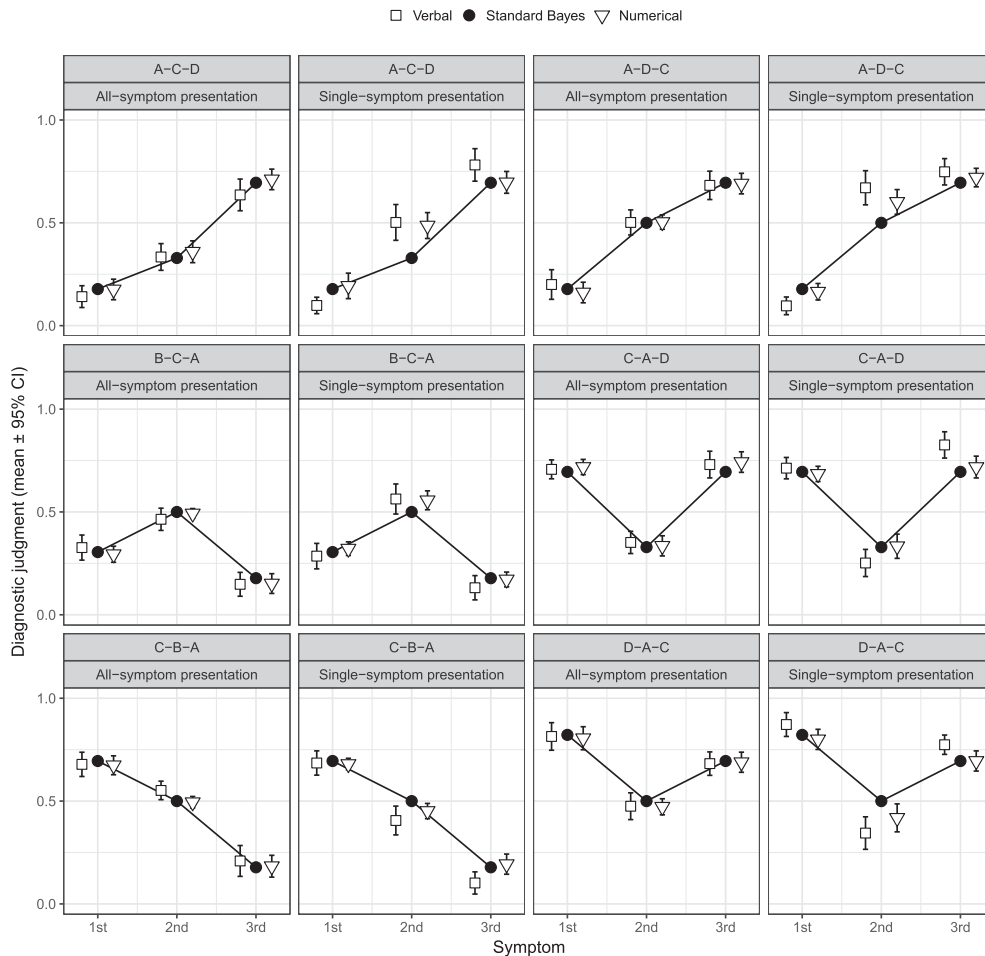 Verbal Standard Bayes Numerical
A−C−D A−C−D A−D−C A−D−C
All−symptom presentation Single−symptom presentation All−symptom presentation Single−symptom presentation
1.0
0.5
0.0
B−C−A B−C−A C−A−D C−A−D
All−symptom presentation Single−symptom presentation All−symptom presentation Single−symptom presentation
1.0
0.5
0.0
Diagnostic judgment (mean ± 95% CI)
C−B−A C−B−A D−A−C D−A−C
All−symptom presentation Single−symptom presentation All−symptom presentation Single−symptom presentation
1.0
0.5
0.0
1st 2nd 3rd 1st 2nd 3rd 1st 2nd 3rd 1st 2nd 3rd
Symptom